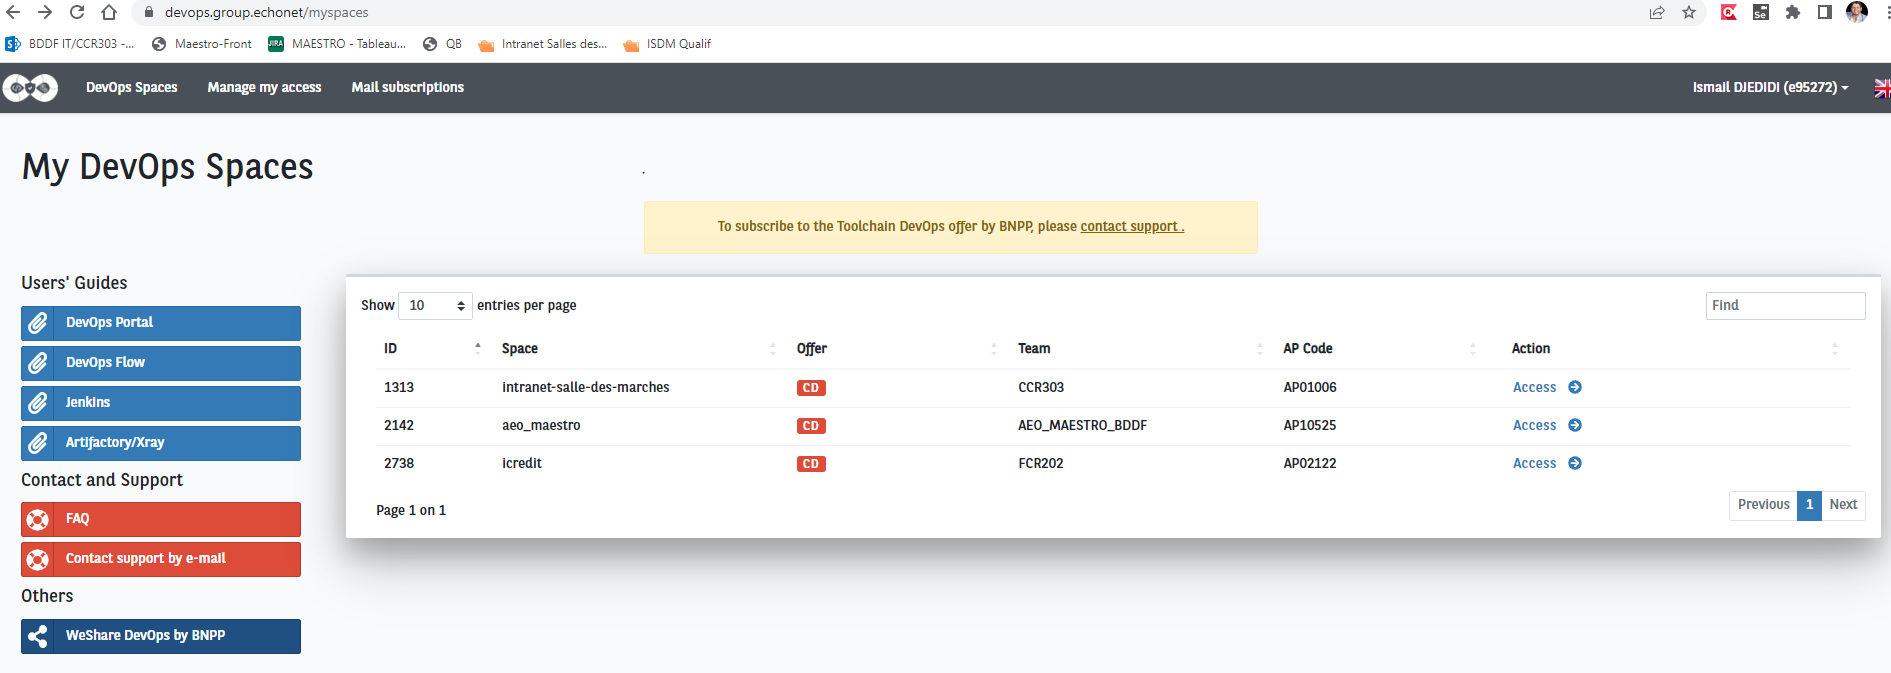 devops.group.echonet/myspaces
BDDF IT/CCR303 -... Maestro-Front JIRA MAESTRO - Tableau... QB Intranet Salles des... ISDM Qualif
DevOps Spaces Manage my access Mail subscriptions Ismail DJEDIDI (e95272)
My DevOps Spaces
To subscribe to the Toolchain DevOps offer by BNPP, please contact support .
Users' Guides
DevOps Portal
DevOps Flow
Jenkins
Artifactory/Xray
Contact and Support
FAQ
Contact support by e-mail
Others
WeShare DevOps by BNPP
Show 10 entries per page Find
ID Space Offer Team AP Code Action
1313 intranet-salle-des-marches CD CCR303 AP01006 Access
2142 aeo_maestro CD AEO_MAESTRO_BDDF AP10525 Access
2738 icredit CD FCR202 AP02122 Access
Page 1 on 1 Previous 1 Next